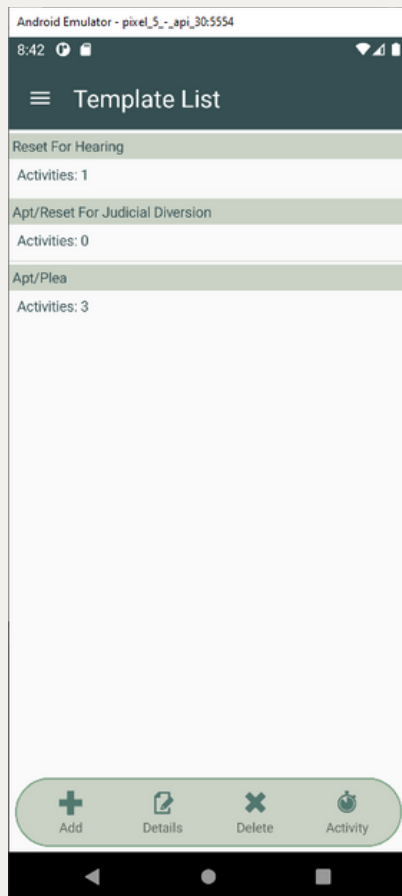 Android Emulator - pixel_5_-_api_30:5554
8:42
Template List
Reset For Hearing
Activities: 1
Apt/Reset For Judicial Diversion
Activities: 0
Apt/Plea
Activities: 3
Add Details Delete Activity